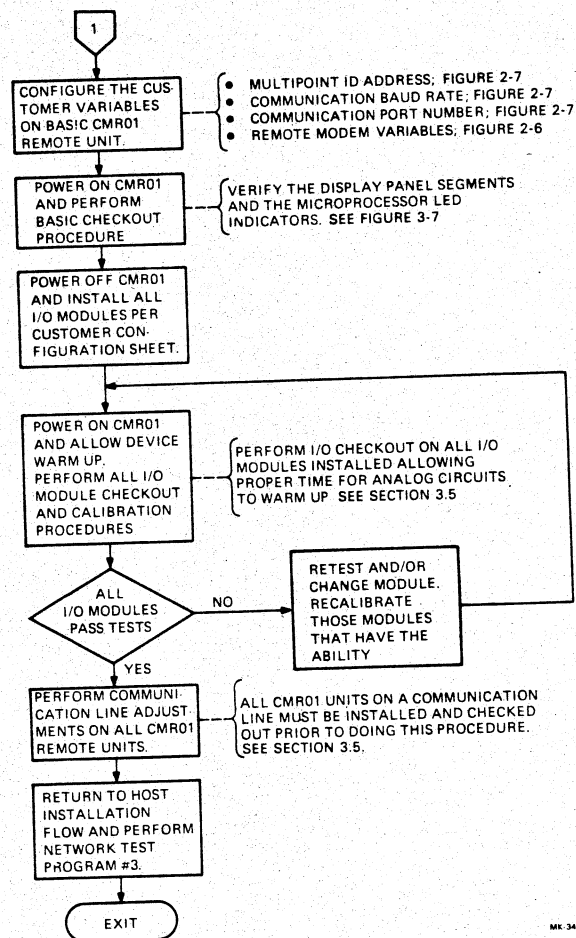 1
CONFIGURE THE CUS-
TOMER VARIABLES
ON BASIC CMR01
REMOTE UNIT.
● MULTIPOINT ID ADDRESS; FIGURE 2-7
● COMMUNICATION BAUD RATE; FIGURE 2-7
● COMMUNICATION PORT NUMBER; FIGURE 2-7
● REMOTE MODEM VARIABLES; FIGURE 2-6
POWER ON CMR01
AND PERFORM
BASIC CHECKOUT
PROCEDURE
VERIFY THE DISPLAY PANEL SEGMENTS
AND THE MICROPROCESSOR LED
INDICATORS. SEE FIGURE 3-7
POWER OFF CMR01
AND INSTALL ALL
I/O MODULES PER
CUSTOMER CON-
FIGURATION SHEET.
POWER ON CMR01
AND ALLOW DEVICE
WARM UP.
PERFORM ALL I/O
MODULE CHECKOUT
AND CALIBRATION
PROCEDURES
PERFORM I/O CHECKOUT ON ALL I/O
MODULES INSTALLED ALLOWING
PROPER TIME FOR ANALOG CIRCUITS
TO WARM UP SEE SECTION 3.5
ALL
I/O MODULES
PASS TESTS
NO
RETEST AND/OR
CHANGE MODULE.
RECALIBRATE
THOSE MODULES
THAT HAVE THE
ABILITY
YES
PERFORM COMMUNI-
CATION LINE ADJUST-
MENTS ON ALL CMR01
REMOTE UNITS.
ALL CMR01 UNITS ON A COMMUNICATION
LINE MUST BE INSTALLED AND CHECKED
OUT PRIOR TO DOING THIS PROCEDURE.
SEE SECTION 3.5.
RETURN TO HOST
INSTALLATION
FLOW AND PERFORM
NETWORK TEST
PROGRAM #3.
EXIT
MK-34